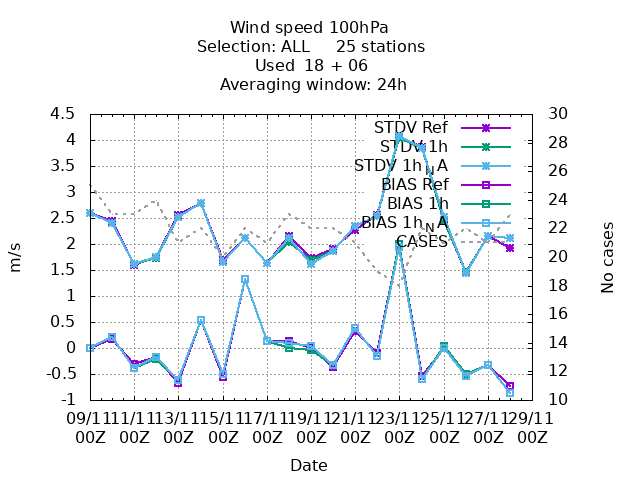 Wind speed 100hPa
Selection: ALL 25 stations
Used 18 + 06
Averaging window: 24h
4.5
4
3.5
3
2.5
2
1.5
1
0.5
0
-0.5
-1
m/s
30
28
26
24
22
20
18
16
14
12
10
No cases
STDV Ref
STDV 1h
STDV 1h_NA
BIAS Ref
BIAS 1h
BIAS 1h_NA
CASES
09/11 11/11 13/11 15/11 17/11 19/11 21/11 23/11 25/11 27/11 29/11
00Z 00Z 00Z 00Z 00Z 00Z 00Z 00Z 00Z 00Z 00Z
Date